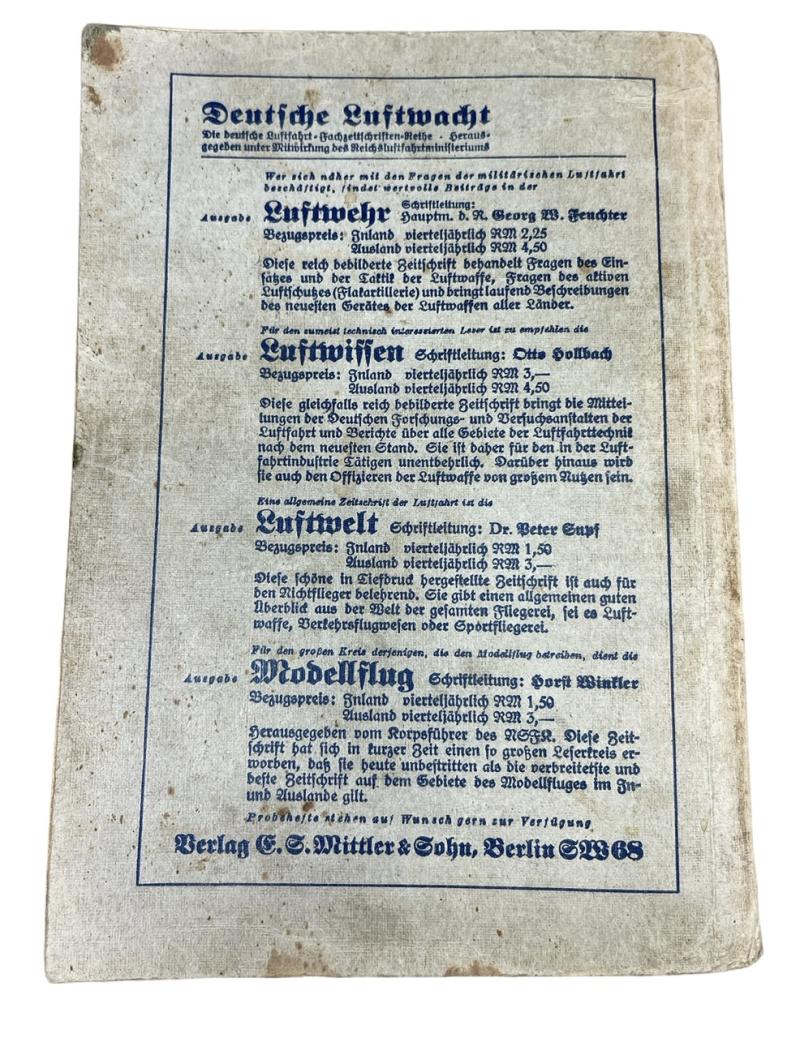 Deutsche Luftwacht
Die deutsche Luftfahrt-Fachzeitschriften-Reihe · Heraus-
gegeben unter Mitwirkung des Reichsluftfahrtministeriums
Wer sich näher mit den Fragen der militärischen Luftfahrt
beschäftigt, findet wertvolle Beiträge in der
Ausgabe Luftwehr Schriftleitung:
Hauptm. d. R. Georg W. Feuchter
Bezugspreis: Inland vierteljährlich RM 2,25
Ausland vierteljährlich RM 4,50
Diese reich bebilderte Zeitschrift behandelt Fragen des Ein-
satzes und der Taktik der Luftwaffe, Fragen des aktiven
Luftschutzes (Flakartillerie) und bringt laufend Beschreibungen
des neuesten Gerätes der Luftwaffen aller Länder.
Für den zumeist technisch interessierten Leser ist zu empfehlen die
Ausgabe Luftwissen Schriftleitung: Otto Hollbach
Bezugspreis: Inland vierteljährlich RM 3,—
Ausland vierteljährlich RM 4,50
Diese gleichfalls reich bebilderte Zeitschrift bringt die Mittei-
lungen der Deutschen Forschungs- und Versuchsanstalten der
Luftfahrt und Berichte über alle Gebiete der Luftfahrttechnik
nach dem neuesten Stand. Sie ist daher für den in der Luft-
fahrtindustrie Tätigen unentbehrlich. Darüber hinaus wird
sie auch den Offizieren der Luftwaffe von großem Nutzen sein.
Eine allgemeine Zeitschrift der Luftfahrt ist die
Ausgabe Luftwelt Schriftleitung: Dr. Peter Supf
Bezugspreis: Inland vierteljährlich RM 1,50
Ausland vierteljährlich RM 3,—
Diese schöne in Tiefdruck hergestellte Zeitschrift ist auch für
den Nichtflieger belehrend. Sie gibt einen allgemeinen guten
Überblick aus der Welt der gesamten Fliegerei, sei es Luft-
waffe, Verkehrsflugwesen oder Sportfliegerei.
Für den großen Kreis derjenigen, die den Modellflug betreiben, dient die
Ausgabe Modellflug Schriftleitung: Horst Winkler
Bezugspreis: Inland vierteljährlich RM 1,50
Ausland vierteljährlich RM 3,—
Herausgegeben vom Korpsführer des NSFK. Diese Zeit-
schrift hat sich in kurzer Zeit einen so großen Leserkreis er-
worben, daß sie heute unbestritten als die verbreitetste und
beste Zeitschrift auf dem Gebiete des Modellfluges im In-
und Auslande gilt.
Probehefte stehen auf Wunsch gern zur Verfügung
Verlag E. S. Mittler & Sohn, Berlin SW 68